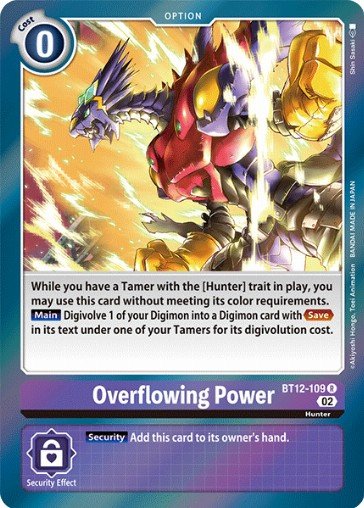 Cost
0
OPTION
Shin Sasaki
BANDAI MADE IN JAPAN
©Akiyoshi Hongo, Toei Animation
While you have a Tamer with the [Hunter] trait in play, you
may use this card without meeting its color requirements.
Main Digivolve 1 of your Digimon into a Digimon card with Save
in its text under one of your Tamers for its digivolution cost.
Overflowing Power
BT12-109 R
02
Hunter
Security Add this card to its owner's hand.
Security Effect